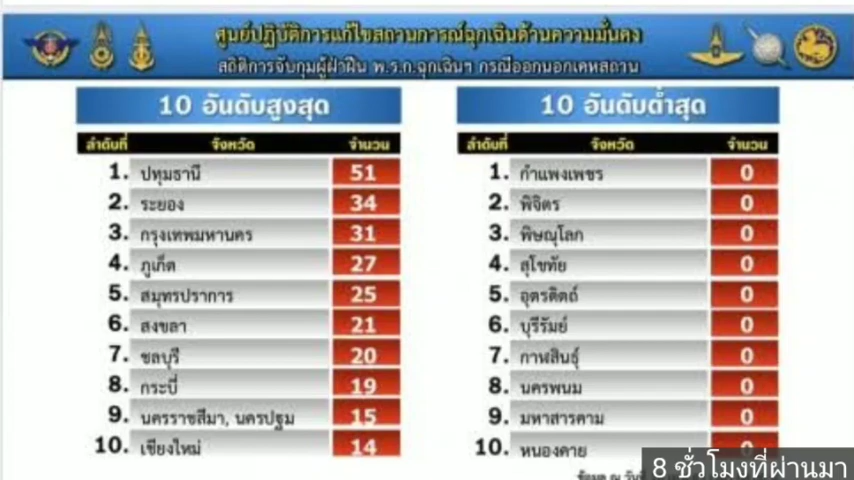 ศูนย์ปฏิบัติการแก้ไขสถานการณ์ฉุกเฉินด้านความมั่นคง
สถิติการจับกุมผู้ฝ่าฝืน พ.ร.ก.ฉุกเฉินฯ กรณีออกนอกเคหสถาน
10 อันดับสูงสุด
ลำดับที่ จังหวัด จำนวน
1. ปทุมธานี 51
2. ระยอง 34
3. กรุงเทพมหานคร 31
4. ภูเก็ต 27
5. สมุทรปราการ 25
6. สงขลา 21
7. ชลบุรี 20
8. กระบี่ 19
9. นครราชสีมา, นครปฐม 15
10. เชียงใหม่ 14
10 อันดับต่ำสุด
ลำดับที่ จังหวัด จำนวน
1. กำแพงเพชร 0
2. พิจิตร 0
3. พิษณุโลก 0
4. สุโขทัย 0
5. อุตรดิตถ์ 0
6. บุรีรัมย์ 0
7. กาฬสินธุ์ 0
8. นครพนม 0
9. มหาสารคาม 0
10. หนองคาย 0
ข้อมูล ณ วันที่
8 ชั่วโมงที่ผ่านมา